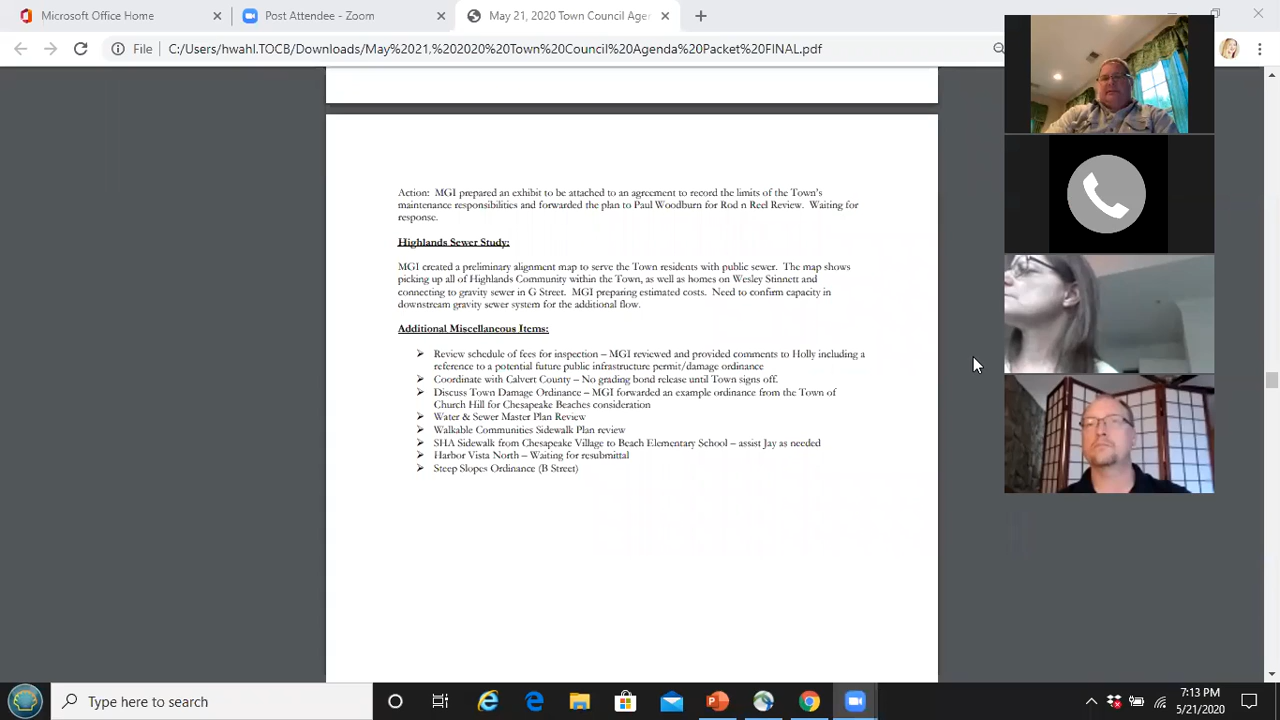 Microsoft Office Home
Post Attendee - Zoom
May 21, 2020 Town Council Agen
File
C:/Users/hwahl.TOCB/Downloads/May%2021,%202020%20Town%20Council%20Agenda%20Packet%20FINAL.pdf
Action: MGI prepared an exhibit to be attached to an agreement to record the limits of the Town's
maintenance responsibilities and forwarded the plan to Paul Woodburn for Rod n Reel Review. Waiting for
response.
Highlands Sewer Study:
MGI created a preliminary alignment map to serve the Town residents with public sewer. The map shows
picking up all of Highlands Community within the Town, as well as homes on Wesley Stinnett and
connecting to gravity sewer in G Street. MGI preparing estimated costs. Need to confirm capacity in
downstream gravity sewer system for the additional flow.
Additional Miscellaneous Items:
Review schedule of fees for inspection – MGI reviewed and provided comments to Holly including a
reference to a potential future public infrastructure permit/damage ordinance
Coordinate with Calvert County – No grading bond release until Town signs off.
Discuss Town Damage Ordinance – MGI forwarded an example ordinance from the Town of
Church Hill for Chesapeake Beaches consideration
Water & Sewer Master Plan Review
Walkable Communities Sidewalk Plan review
SHA Sidewalk from Chesapeake Village to Beach Elementary School – assist Jay as needed
Harbor Vista North – Waiting for resubmittal
Steep Slopes Ordinance (B Street)
Type here to search
7:13 PM
5/21/2020